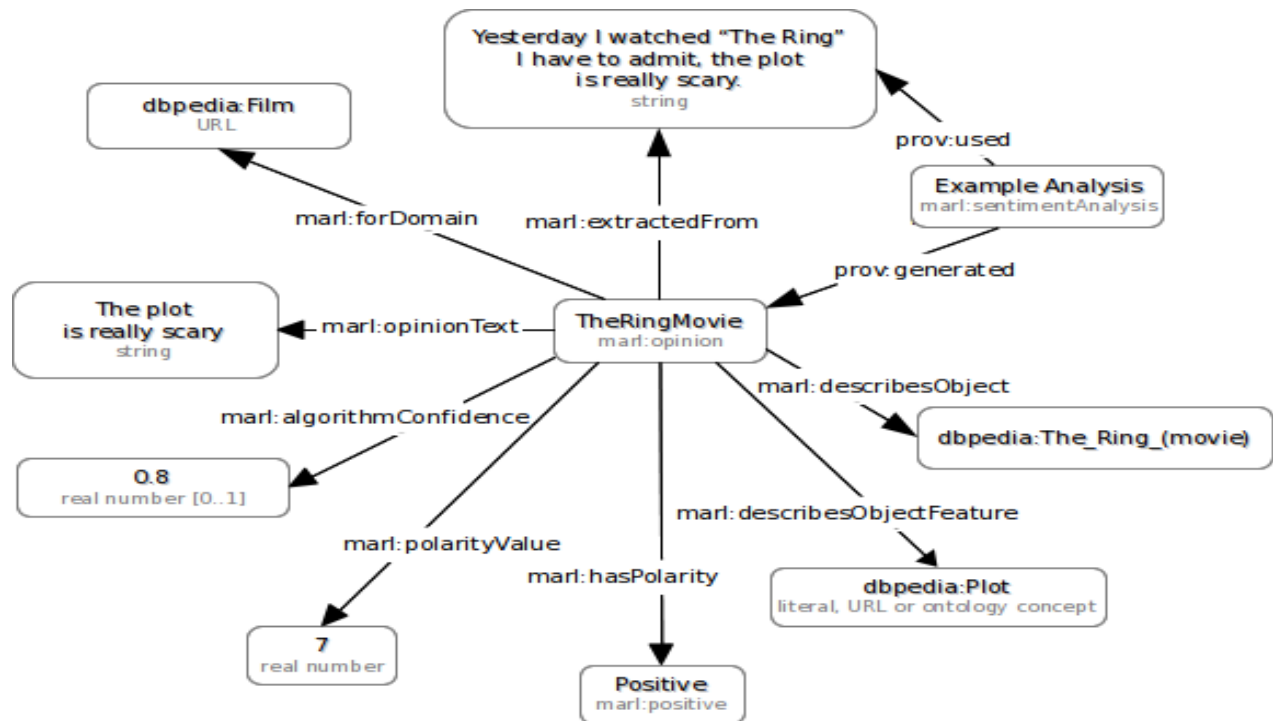 Yesterday I watched “The Ring”
I have to admit, the plot
is really scary.
string
dbpedia:Film
URL
prov:used
Example Analysis
marl:sentimentAnalysis
marl:forDomain
marl:extractedFrom
prov:generated
The plot
is really scary
string
marl:opinionText
TheRingMovie
marl:opinion
marl:describesObject
marl:algorithmConfidence
dbpedia:The_Ring_(movie)
0.8
real number [0..1]
marl:describesObjectFeature
marl:polarityValue
marl:hasPolarity
dbpedia:Plot
literal, URL or ontology concept
7
real number
Positive
marl:positive